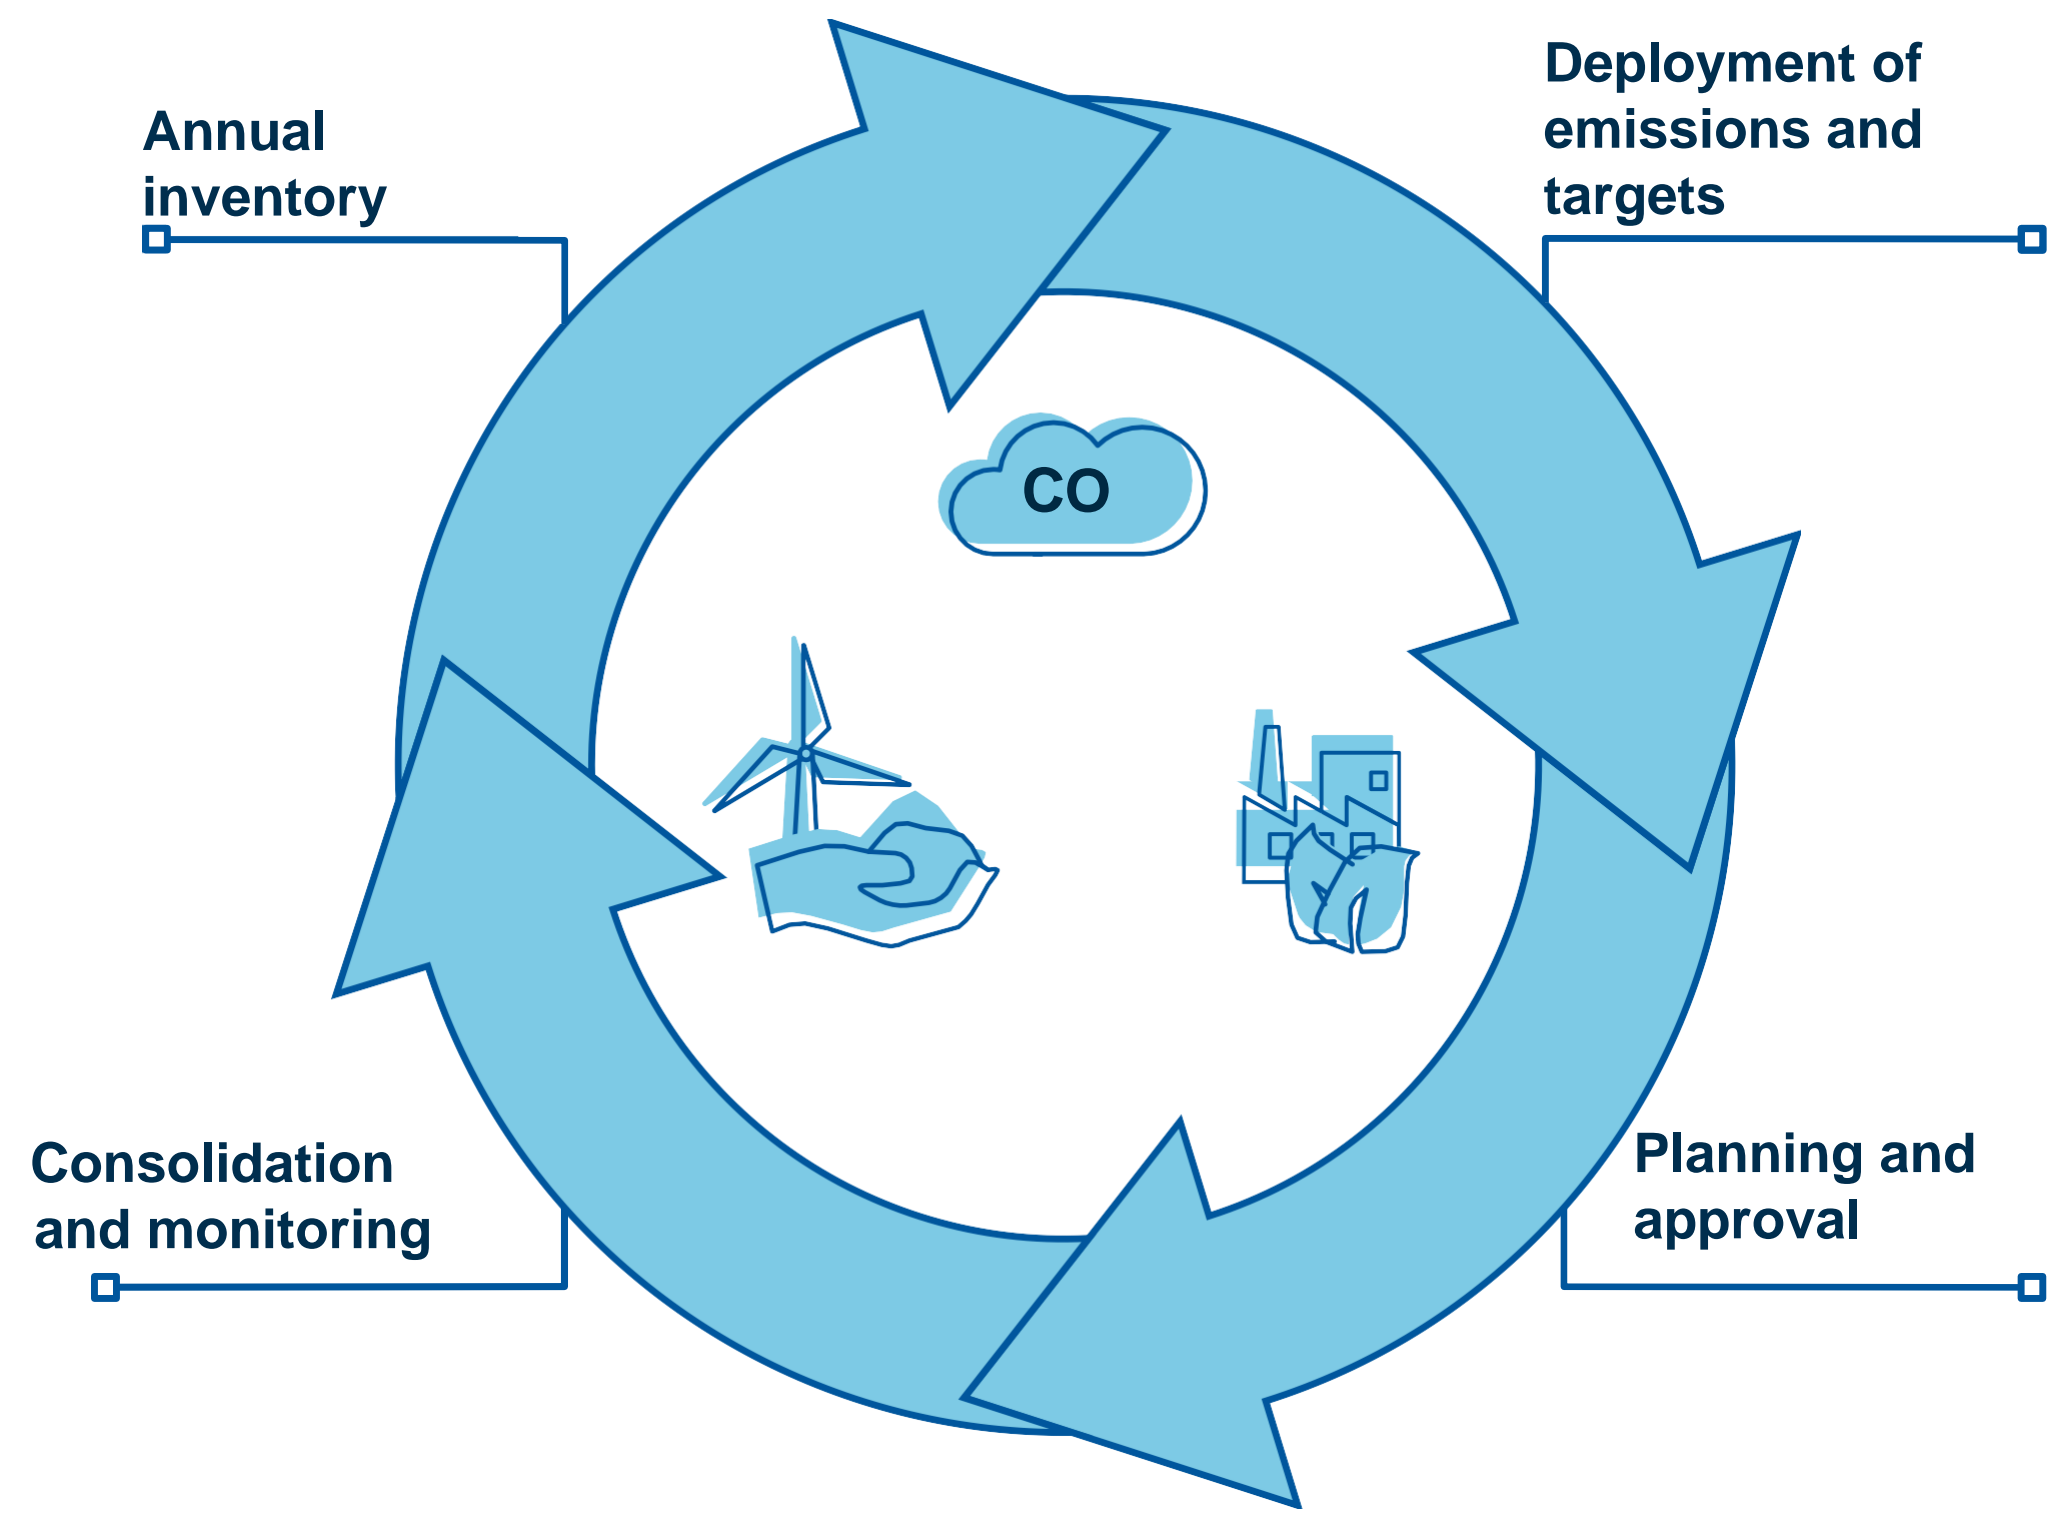 Annual
inventory
Deployment of
emissions and
targets
CO
Consolidation
and monitoring
Planning and
approval